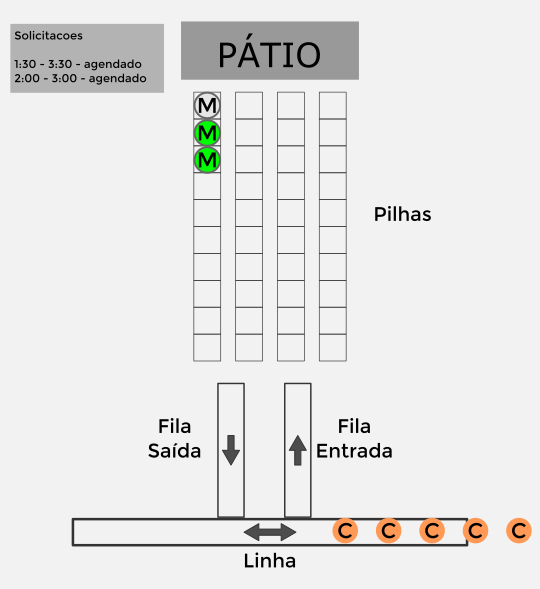 Solicitacoes
1:30 - 3:30 - agendado
2:00 - 3:00 - agendado
PÁTIO
M
M
M
Pilhas
Fila
Saída
Fila
Entrada
C C C C C
Linha